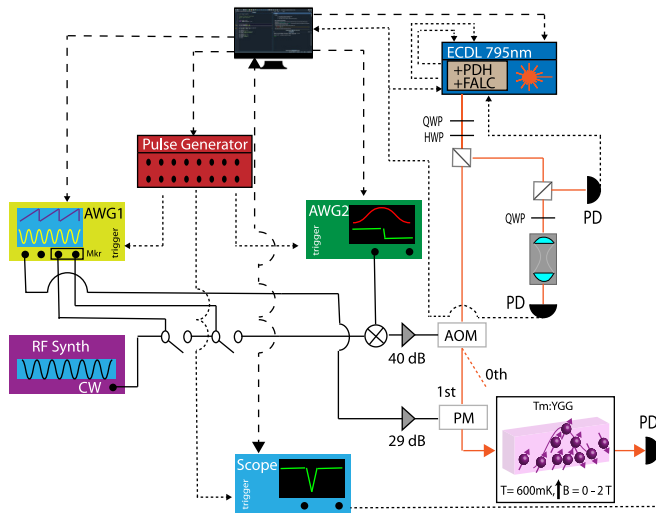 ECDL 795nm
+PDH
+FALC
QWP
HWP
Pulse Generator
PD
AWG1
trigger
Mkr
AWG2
trigger
QWP
PD
RF Synth
CW
40 dB
AOM
0th
1st
29 dB
PM
Tm:YGG
T= 600mK, B = 0 - 2 T
PD
Scope
trigger